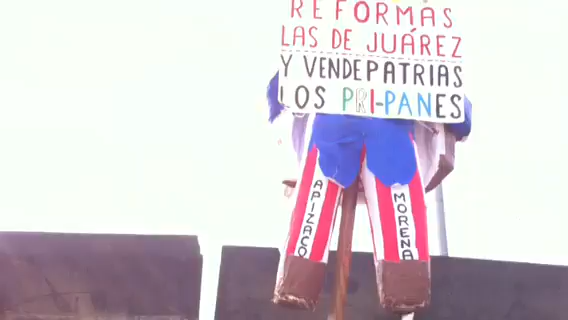 REFORMAS
LAS DE JUÁREZ
Y VENDEPATRIAS
LOS PRI-PANES
APIZACO
MORENA